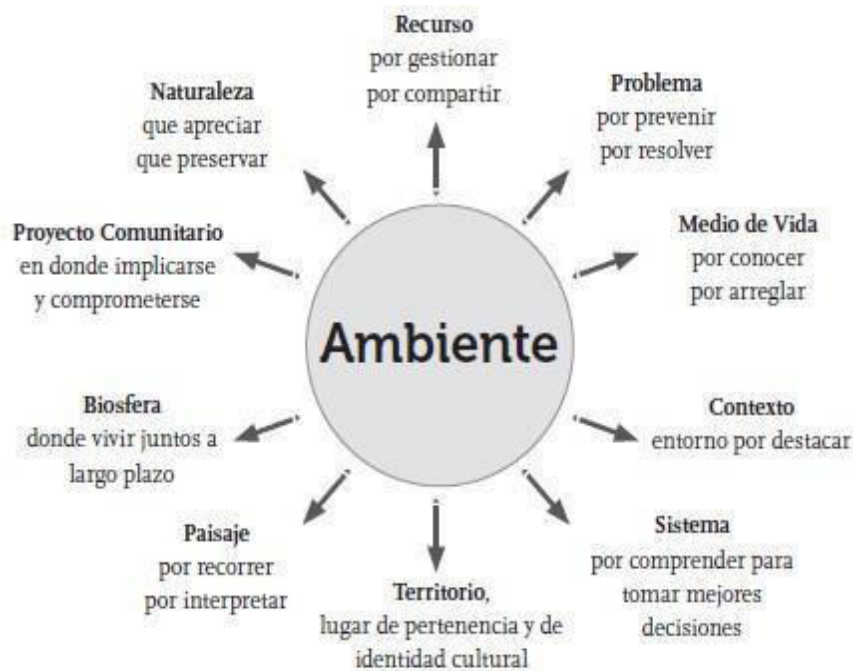 Recurso
por gestionar
por compartir
Problema
por prevenir
por resolver
Medio de Vida
por conocer
por arreglar
Contexto
entorno por destacar
Sistema
por comprender para
tomar mejores
decisiones
Territorio,
lugar de pertenencia y de
identidad cultural
Paisaje
por recorrer
por interpretar
Biosfera
donde vivir juntos a
largo plazo
Proyecto Comunitario
en donde implicarse
y comprometerse
Naturaleza
que apreciar
que preservar
Ambiente